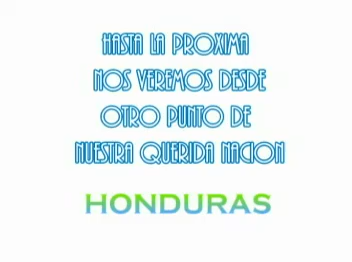 HASTA LA PROXIMA
NOS VEREMOS DESDE
OTRO PUNTO DE
NUESTRA QUERIDA NACION
HONDURAS